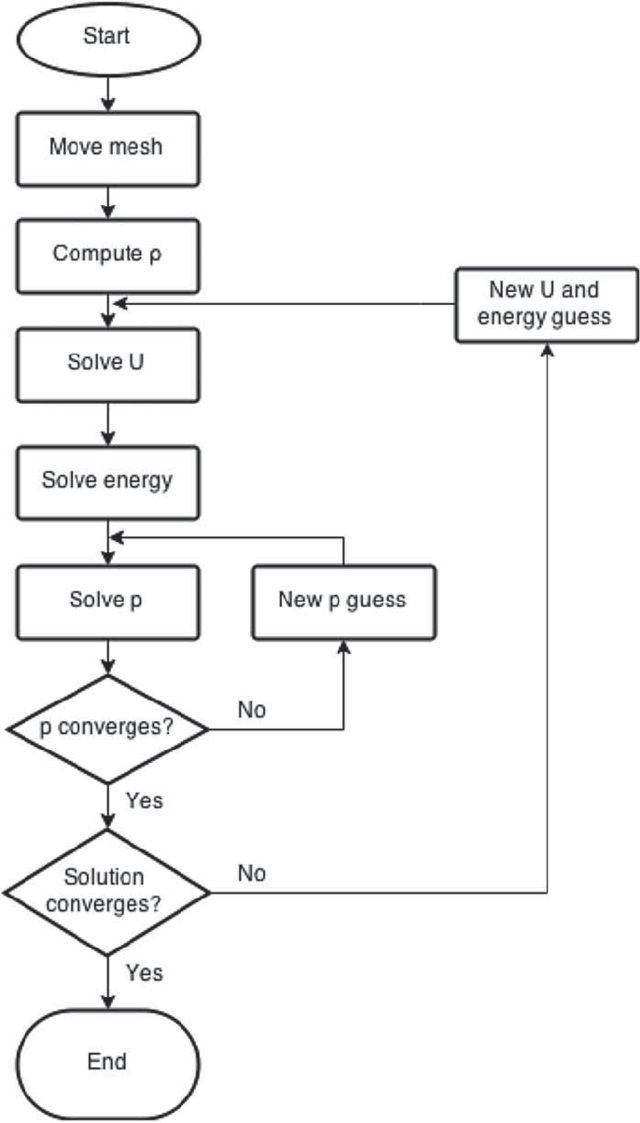 Start
Move mesh
Compute ρ
New U and
energy guess
Solve U
Solve energy
Solve p
New p guess
p converges?
No
Yes
Solution
converges?
No
Yes
End